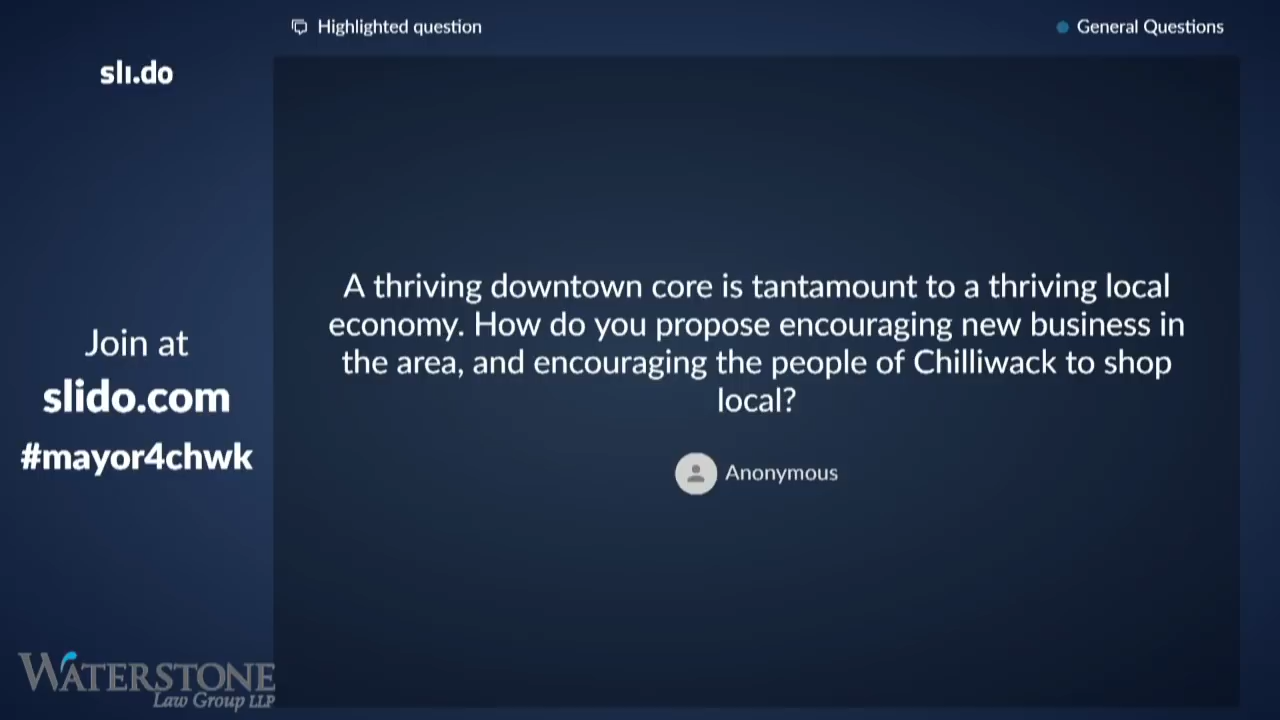 Highlighted question
General Questions
sli.do
A thriving downtown core is tantamount to a thriving local
economy. How do you propose encouraging new business in
the area, and encouraging the people of Chilliwack to shop
local?
Anonymous
Join at
slido.com
#mayor4chwk
WATERSTONE
Law Group LLP